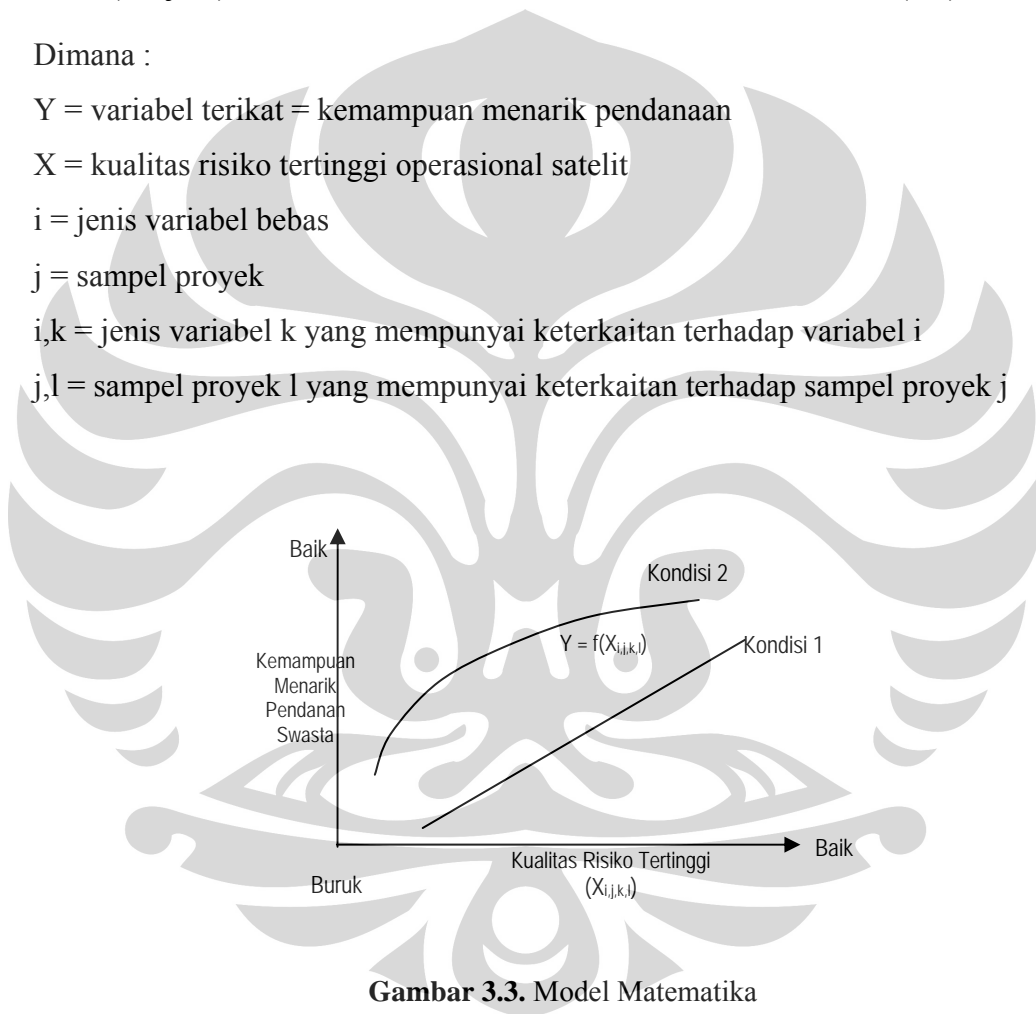 Dimana :
Y = variabel terikat = kemampuan menarik pendanaan
X = kualitas risiko tertinggi operasional satelit
i = jenis variabel bebas
j = sampel proyek
i,k = jenis variabel k yang mempunyai keterkaitan terhadap variabel i
j,l = sampel proyek l yang mempunyai keterkaitan terhadap sampel proyek j
Baik
Kondisi 2
Y = f(Xi,j,k,l)
Kondisi 1
Kemampuan
Menarik
Pendanan
Swasta
Baik
Kualitas Risiko Tertinggi
(Xi,j,k,l)
Buruk
Gambar 3.3. Model Matematika